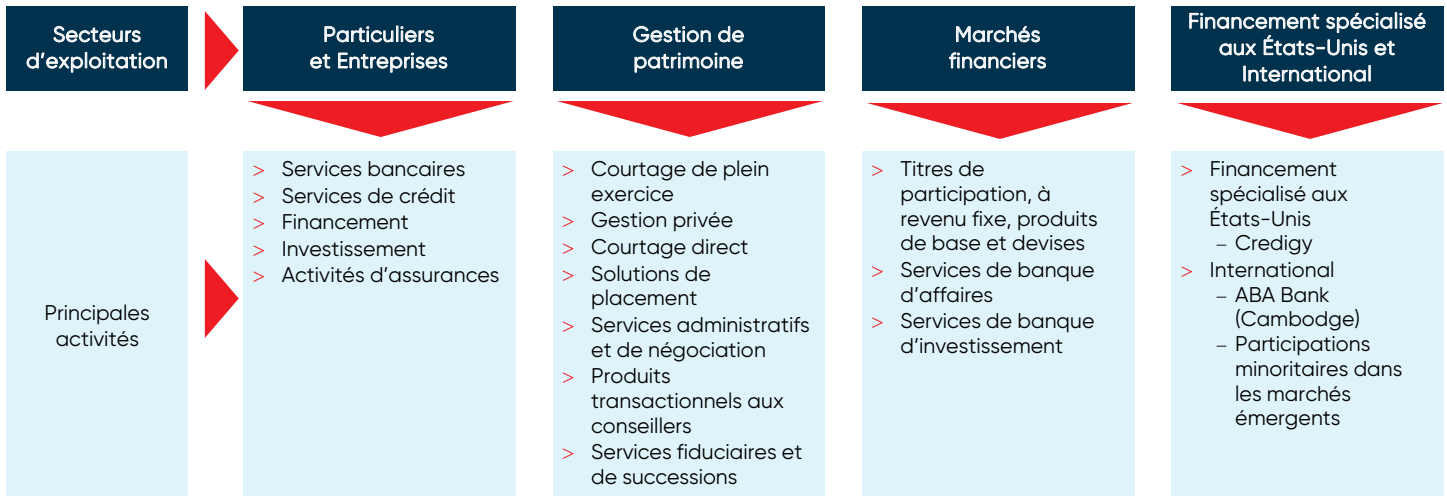 Secteurs
d'exploitation
Particuliers
et Entreprises
Gestion de
patrimoine
Marchés
financiers
Financement spécialisé
aux États-Unis et
International
Principales
activités
> Services bancaires
> Services de crédit
> Financement
> Investissement
> Activités d'assurances
> Courtage de plein
exercice
> Gestion privée
> Courtage direct
> Solutions de
placement
> Services administratifs
et de négociation
> Produits
transactionnels aux
conseillers
> Services fiduciaires et
de successions
> Titres de
participation, à
revenu fixe, produits
de base et devises
> Services de banque
d'affaires
> Services de banque
d'investissement
> Financement
spécialisé aux
États-Unis
– Credigy
> International
– ABA Bank
(Cambodge)
– Participations
minoritaires dans
les marchés
émergents